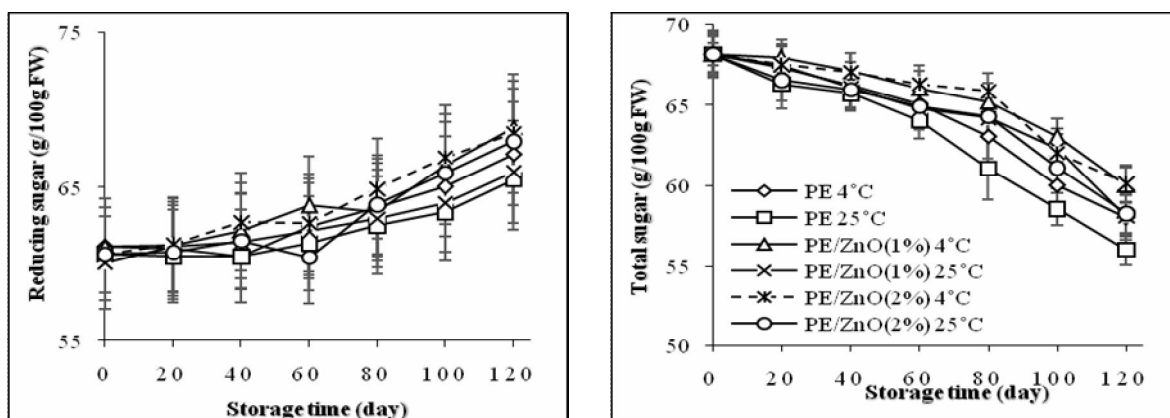 Reducing sugar (g/100g FW)
75
65
55
0 20 40 60 80 100 120
Storage time (day)
Total sugar (g/100g FW)
70
65
60
55
50
PE 4°C
PE 25°C
PE/ZnO(1%) 4°C
PE/ZnO(1%) 25°C
PE/ZnO(2%) 4°C
PE/ZnO(2%) 25°C
0 20 40 60 80 100 120
Storage time (day)